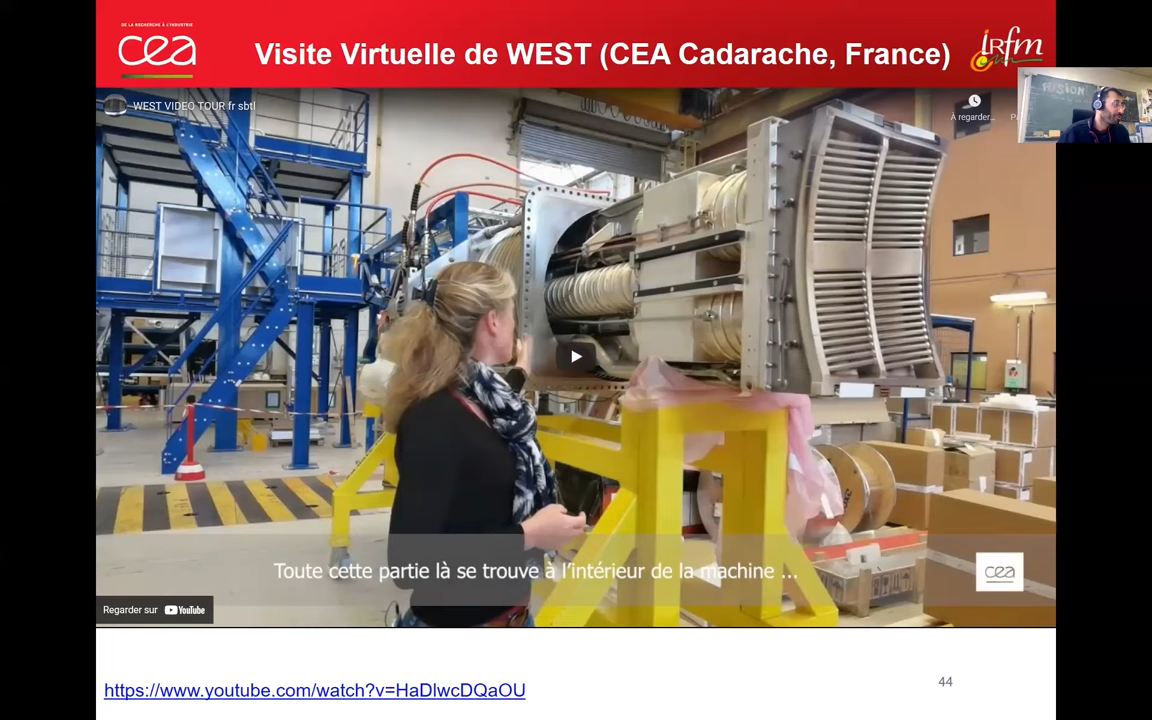 DE LA RECHERCHE À L'INDUSTRIE
cea
Visite Virtuelle de WEST (CEA Cadarache, France)
irfm
WEST VIDEO TOUR fr sbtl
À regarder...
FUSION
Toute cette partie là se trouve à l'intérieur de la machine ...
cea
Regarder sur YouTube
https://www.youtube.com/watch?v=HaDlwcDQaOU
44